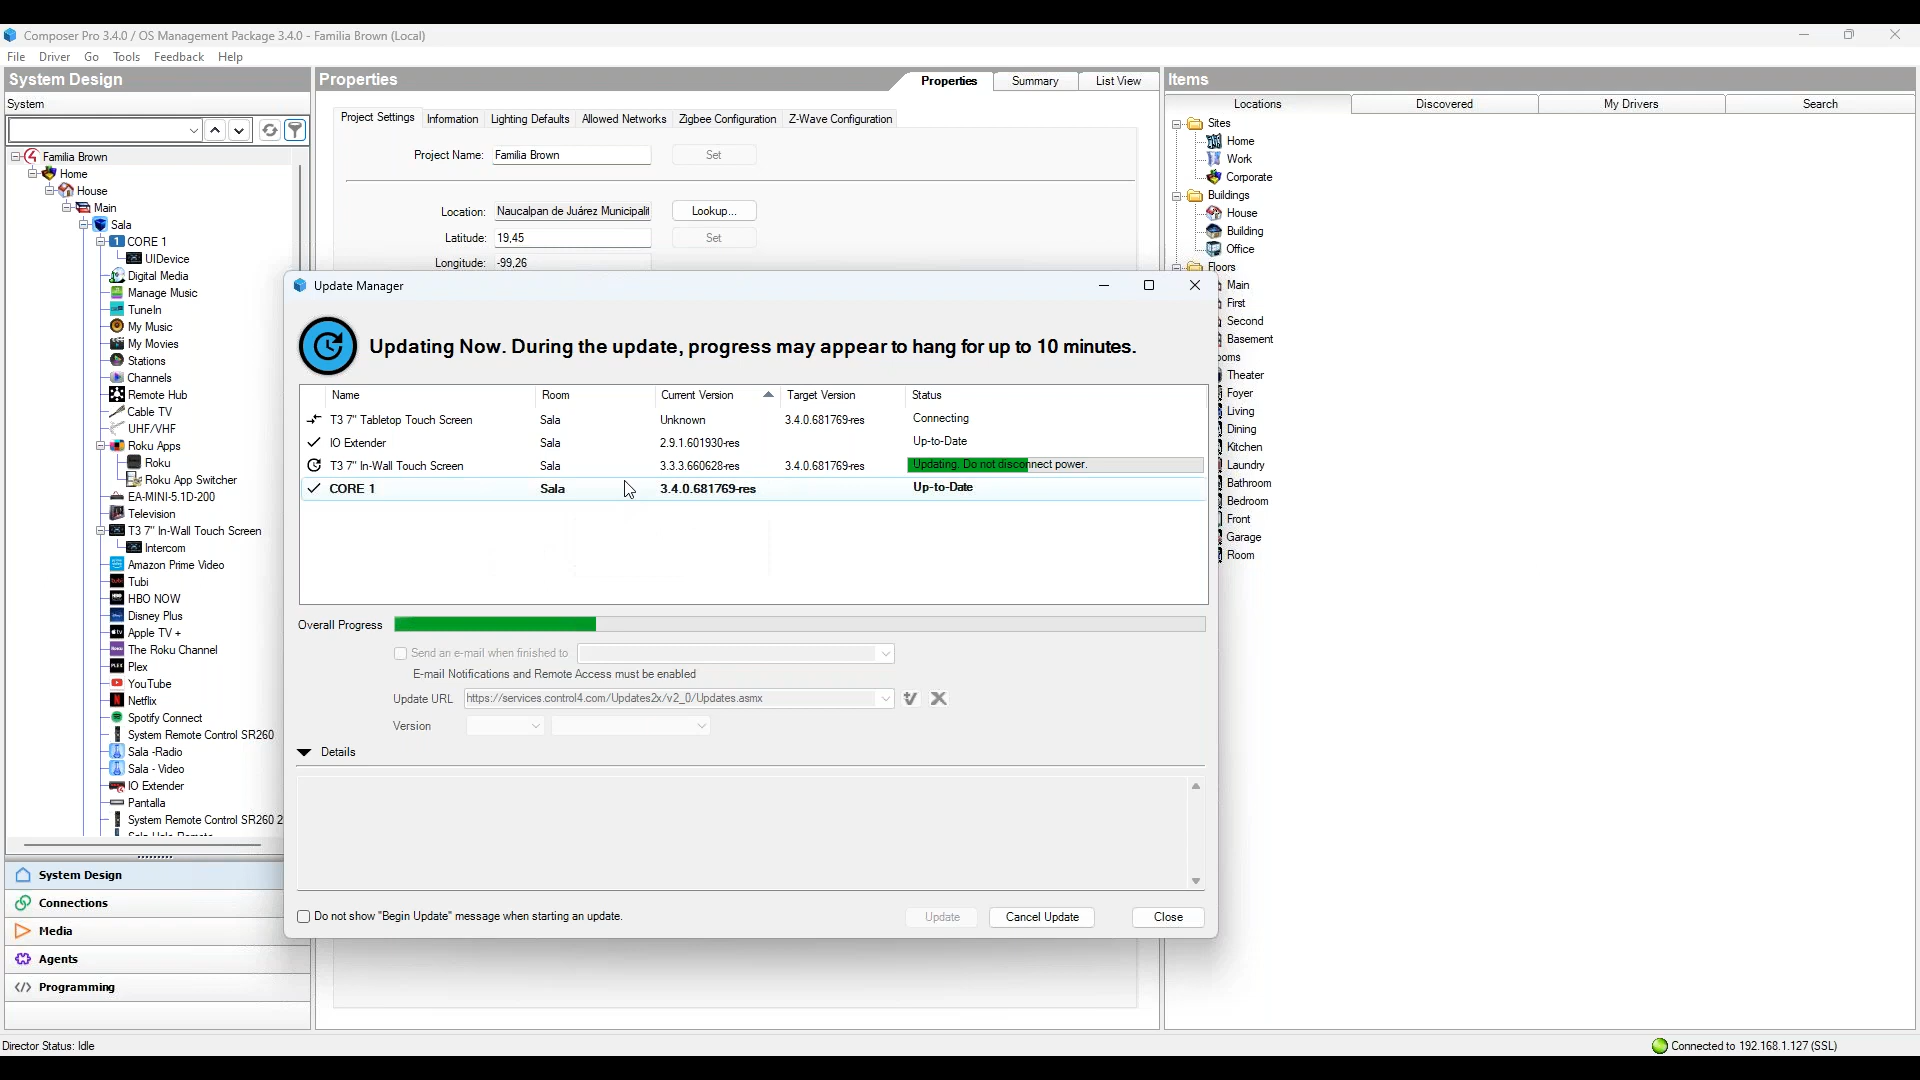 Composer Pro 3.4.0 / OS Management Package 3.4.0 - Familia Brown (Local)
File Driver Go Tools Feedback Help
System Design
System
Familia Brown
Home
House
Main
Sala
CORE 1
UIDevice
Digital Media
Manage Music
TuneIn
My Music
My Movies
Stations
Channels
Remote Hub
Cable TV
UHF/VHF
Roku Apps
Roku
Roku App Switcher
EA-MINI-5.1D-200
Television
T3 7" In-Wall Touch Screen
Intercom
Amazon Prime Video
Tubi
HBO NOW
Disney Plus
Apple TV +
The Roku Channel
Plex
YouTube
Netflix
Spotify Connect
System Remote Control SR260
Sala -Radio
Sala - Video
IO Extender
Pantalla
System Remote Control SR260 2
System Design
Connections
Media
Agents
Programming
Properties
Properties Summary List View
Project Settings Information Lighting Defaults Allowed Networks Zigbee Configuration Z-Wave Configuration
Project Name: Familia Brown Set
Location: Naucalpan de Juárez Municipalit Lookup...
Latitude: 19,45 Set
Longitude: -99,26
Update Manager
Updating Now. During the update, progress may appear to hang for up to 10 minutes.
Name Room Current Version Target Version Status
T3 7" Tabletop Touch Screen Sala Unknown 3.4.0.681769-res Connecting
IO Extender Sala 2.9.1.601930-res Up-to-Date
T3 7" In-Wall Touch Screen Sala 3.3.3.660628-res 3.4.0.681769-res Updating. Do not disconnect power.
CORE 1 Sala 3.4.0.681769-res Up-to-Date
Overall Progress
Send an e-mail when finished to
E-mail Notifications and Remote Access must be enabled
Update URL https://services.control4.com/Updates2x/v2_0/Updates.asmx
Version
Details
Do not show "Begin Update" message when starting an update.
Update Cancel Update Close
Items
Locations Discovered My Drivers Search
Sites
Home
Work
Corporate
Buildings
House
Building
Office
Floors
Main
First
Second
Basement
oms
Theater
Foyer
Living
Dining
Kitchen
Laundry
Bathroom
Bedroom
Front
Garage
Room
Director Status: Idle
Connected to 192.168.1.127 (SSL)